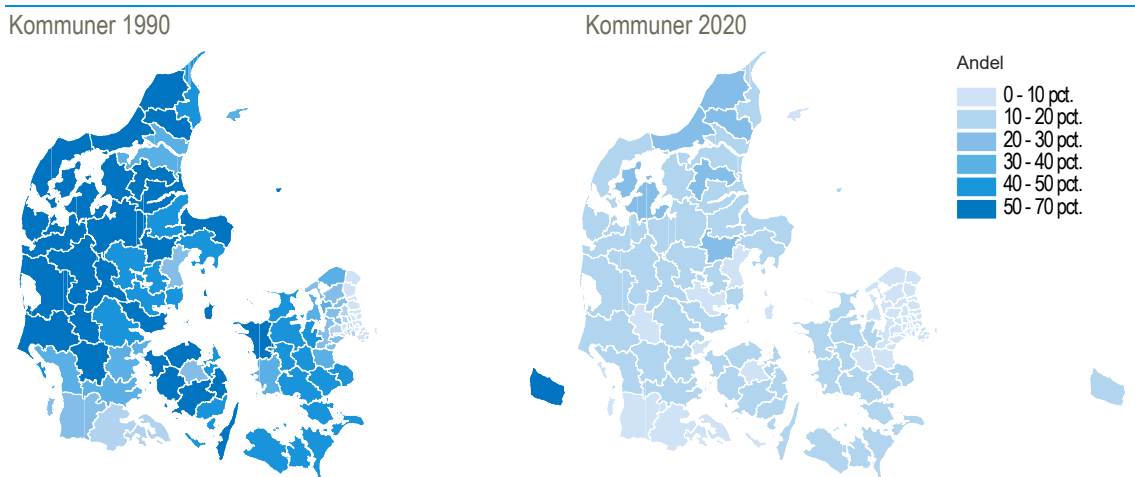 Kommuner 1990
Kommuner 2020
Andel
0 - 10 pct.
10 - 20 pct.
20 - 30 pct.
30 - 40 pct.
40 - 50 pct.
50 - 70 pct.